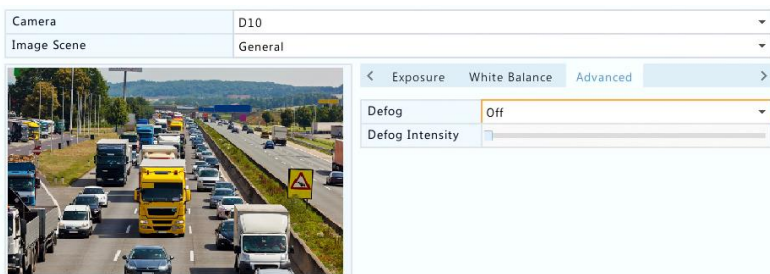 Camera D10
Image Scene General
Exposure White Balance Advanced
Defog Off
Defog Intensity